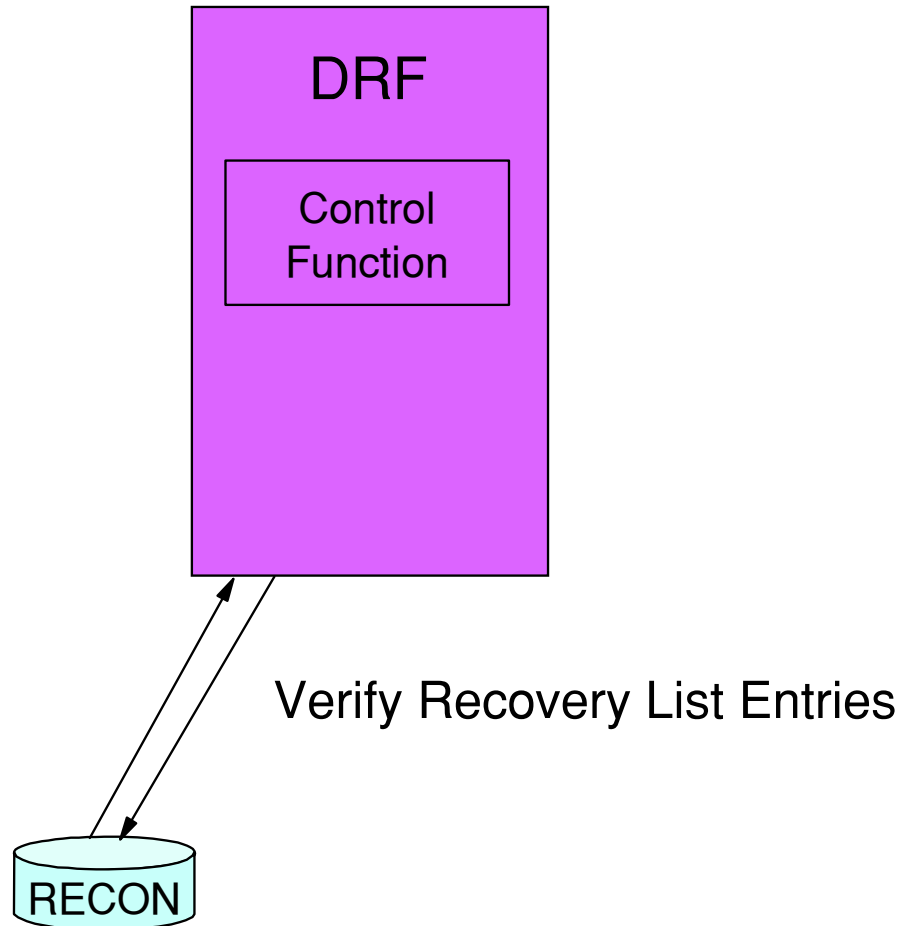 DRF
Control
Function
Verify Recovery List Entries
RECON